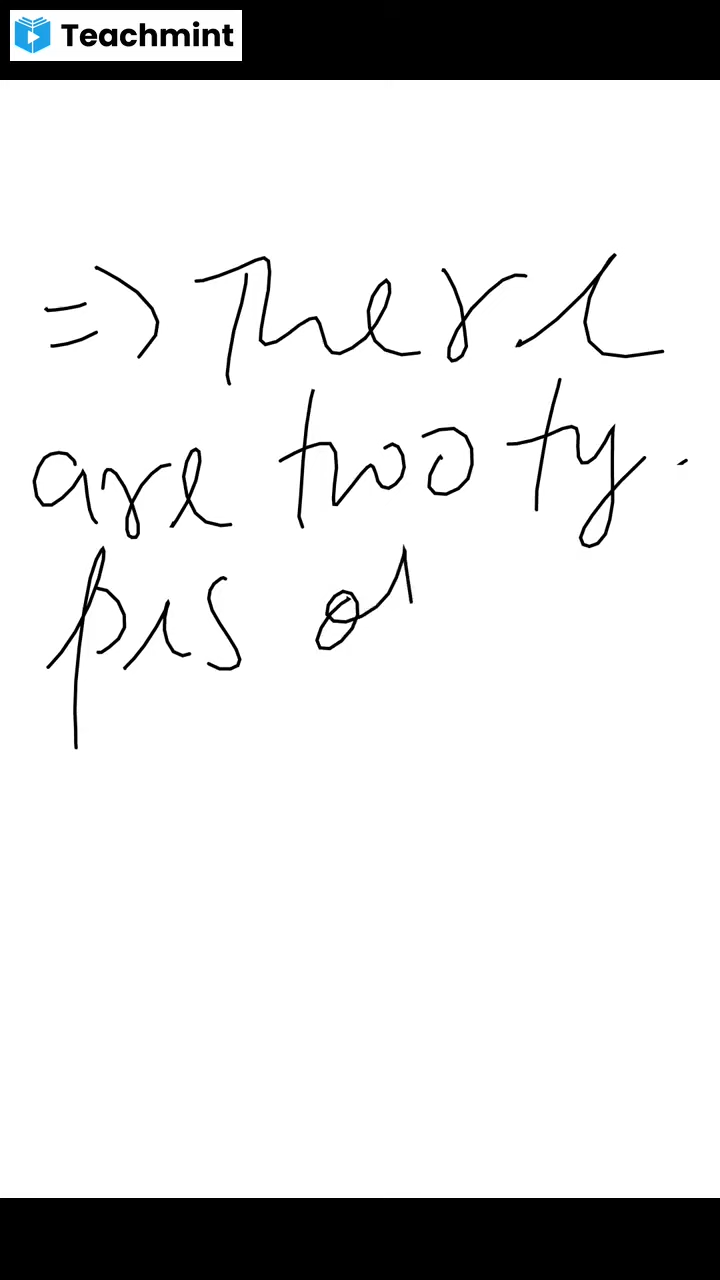 Teachmint
=> There
are two ty-
pes of